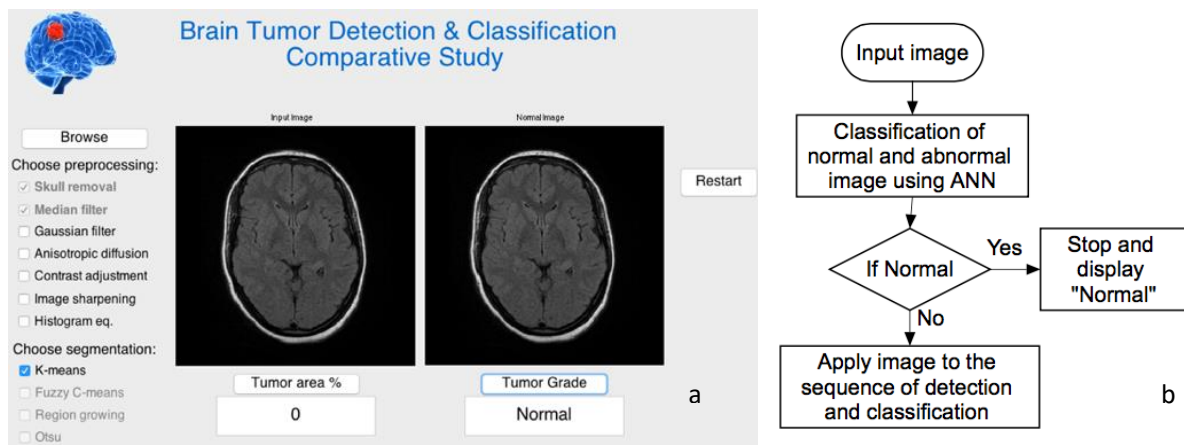 Brain Tumor Detection & Classification
Comparative Study
Browse
Choose preprocessing:
Skull removal
Median filter
Gaussian filter
Anisotropic diffusion
Contrast adjustment
Image sharpening
Histogram eq.
Choose segmentation:
K-means
Fuzzy C-means
Region growing
Otsu
Input Image
Normal Image
Restart
Tumor area %
0
Tumor Grade
Normal
a
Input image
Classification of
normal and abnormal
image using ANN
If Normal
Yes
Stop and
display
"Normal"
No
Apply image to the
sequence of detection
and classification
b